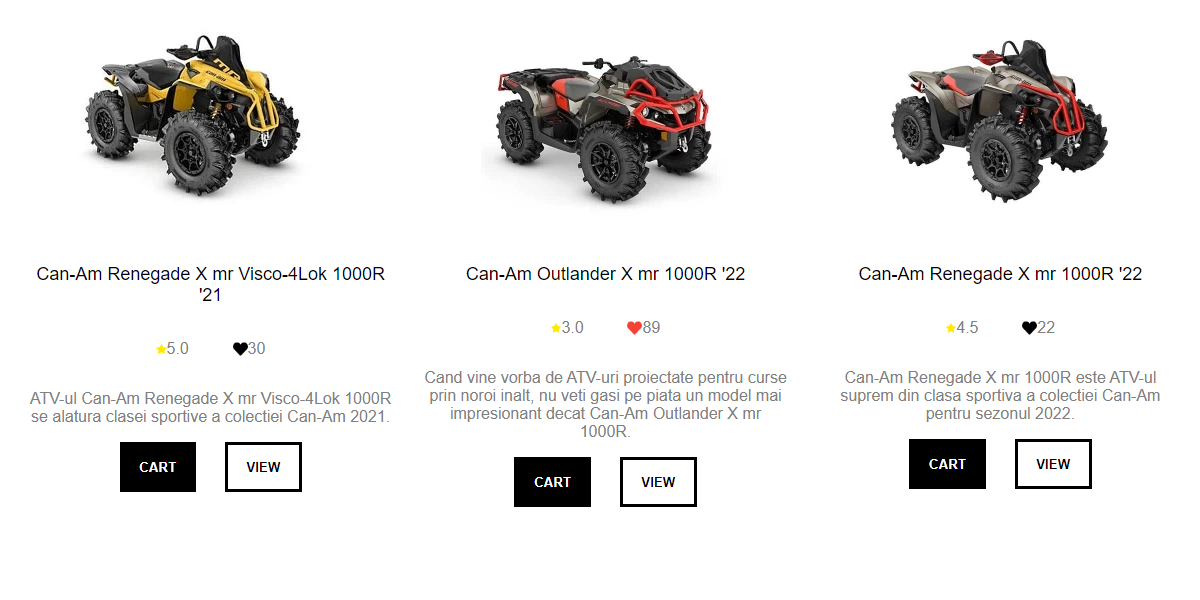 Can-Am Renegade X mr Visco-4Lok 1000R
'21
5.0 30
ATV-ul Can-Am Renegade X mr Visco-4Lok 1000R
se alatura clasei sportive a colectiei Can-Am 2021.
CART VIEW
Can-Am Outlander X mr 1000R '22
3.0 89
Cand vine vorba de ATV-uri proiectate pentru curse
prin noroi inalt, nu veti gasi pe piata un model mai
impresionant decat Can-Am Outlander X mr
1000R.
CART VIEW
Can-Am Renegade X mr 1000R '22
4.5 22
Can-Am Renegade X mr 1000R este ATV-ul
suprem din clasa sportiva a colectiei Can-Am
pentru sezonul 2022.
CART VIEW